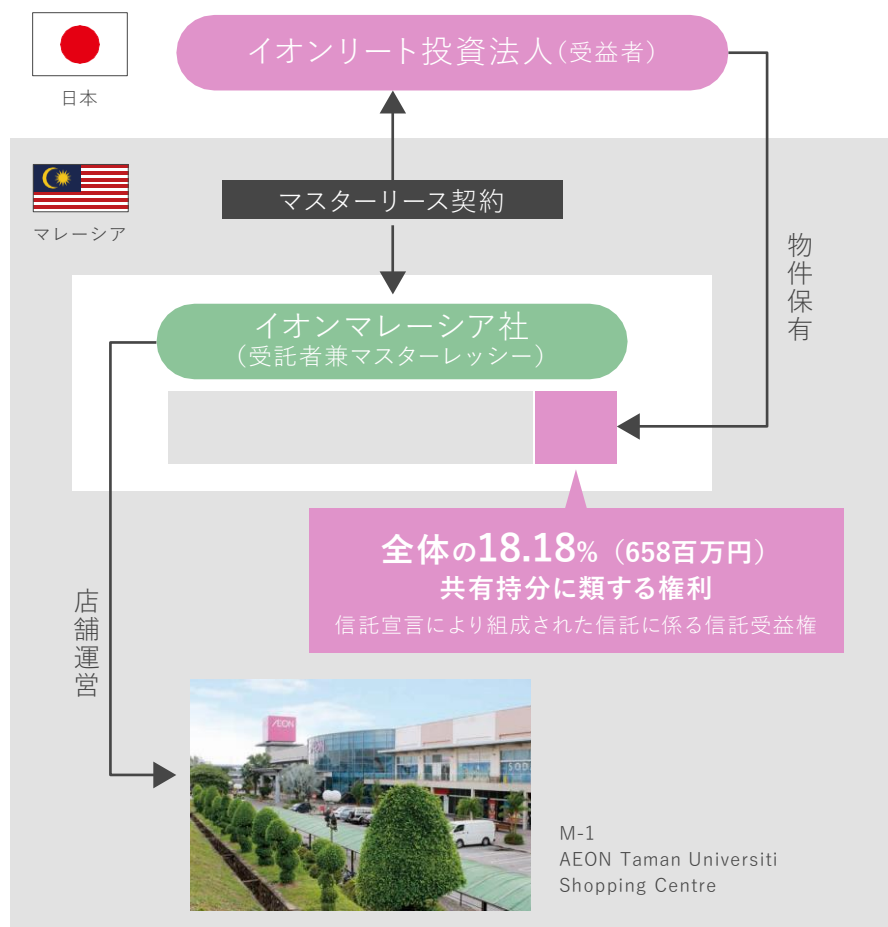 イオンリート投資法人（受益者）
日本
マレーシア
マスターリース契約
物件保有
イオンマレーシア社
（受託者兼マスターレッシー）
全体の18.18%（658百万円）
共有持分に類する権利
信託宣言により組成された信託に係る信託受益権
店舗運営
AEON
M-1
AEON Taman Universiti
Shopping Centre